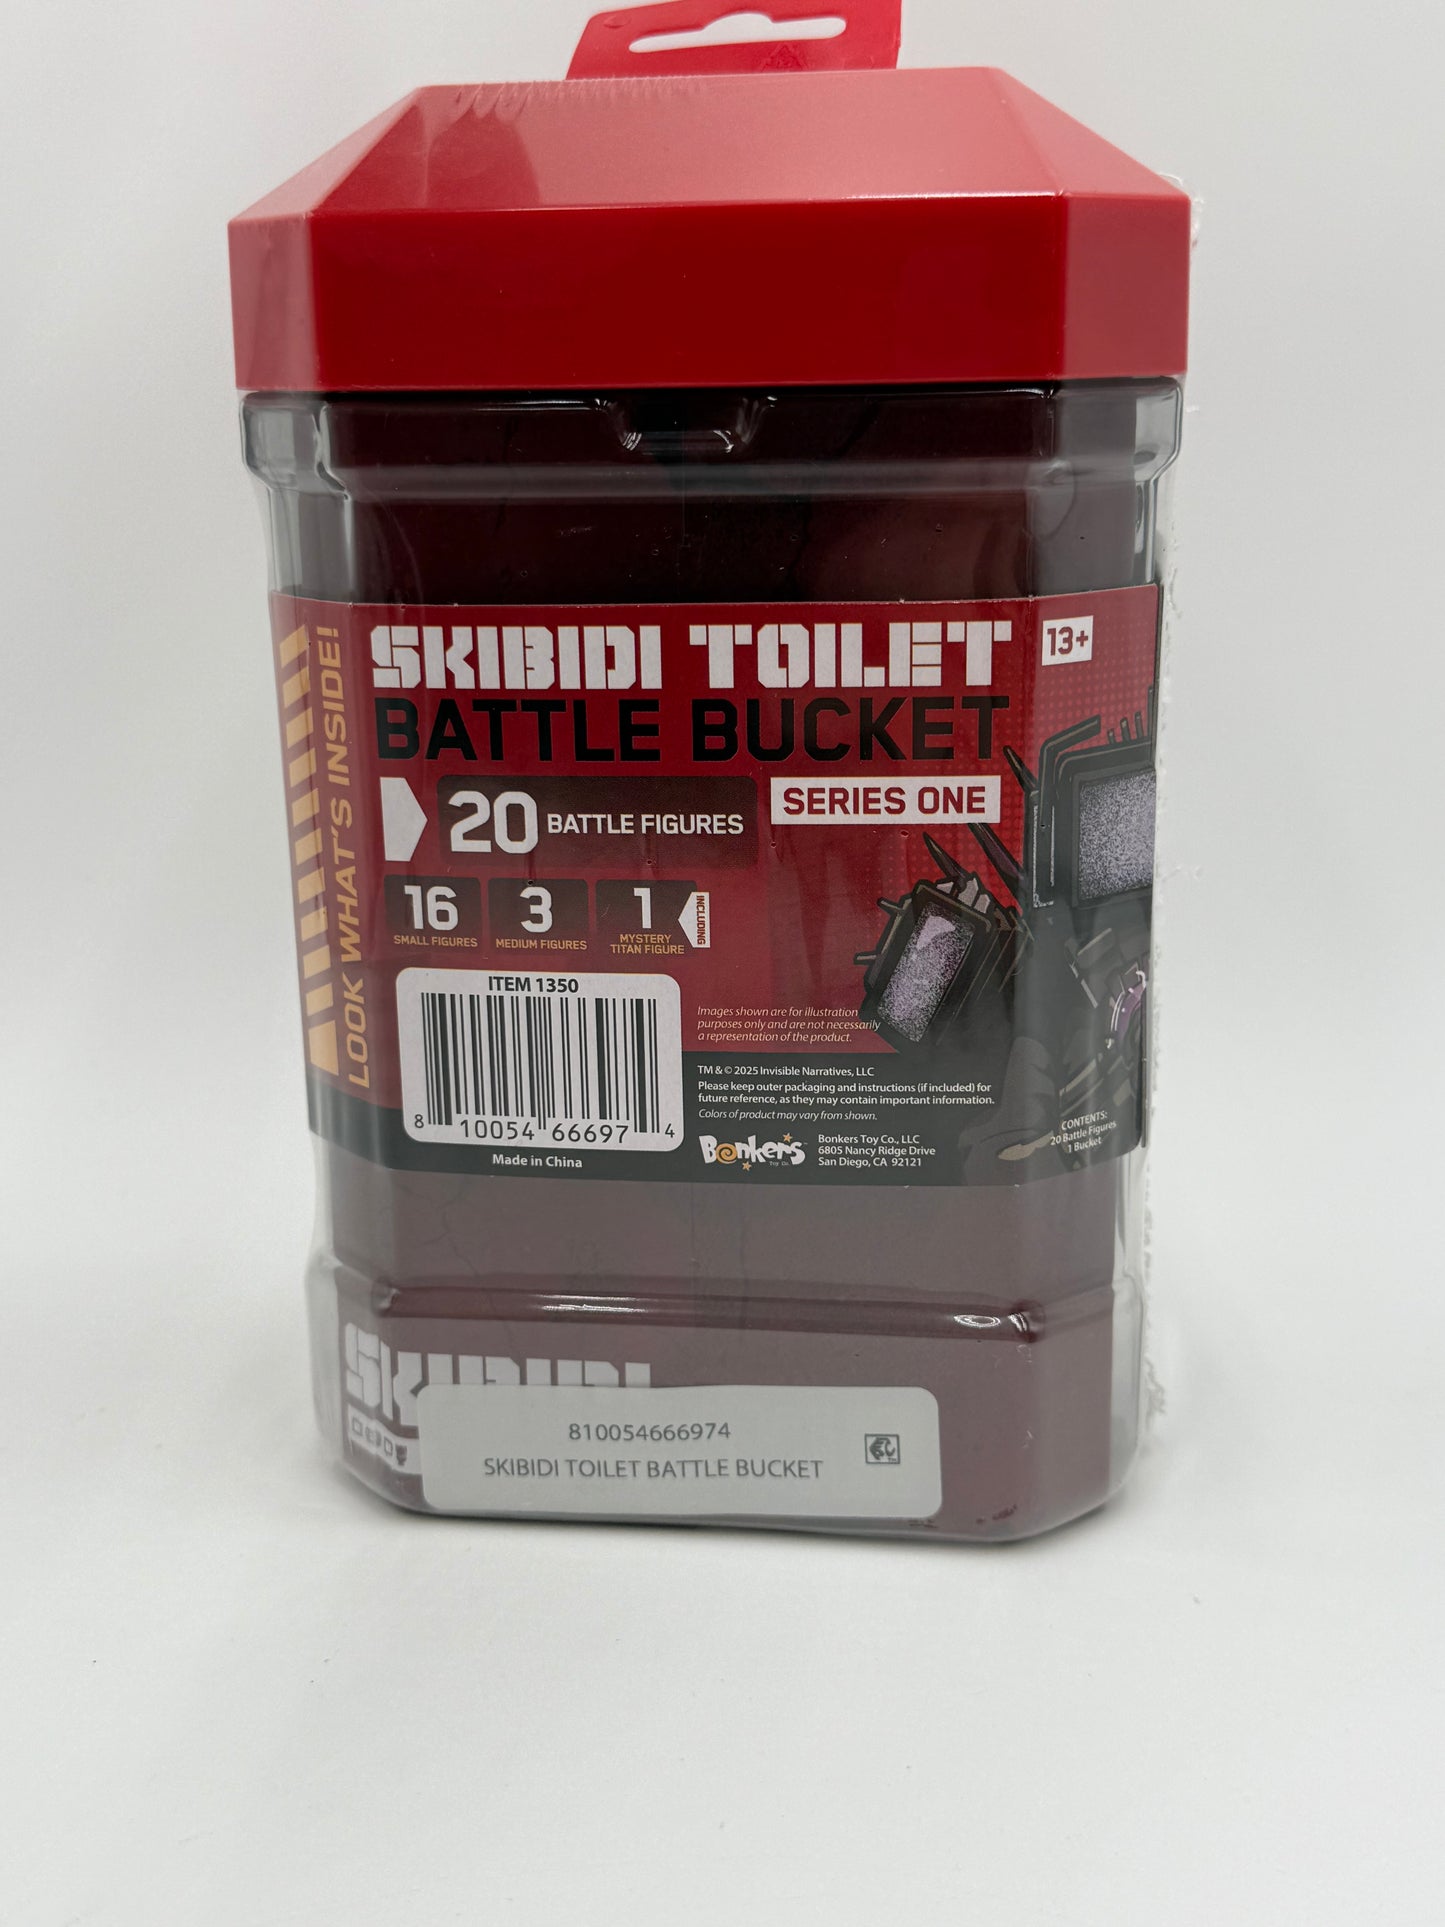 SKIBIDI TOILET
13+
BATTLE BUCKET
LOOK WHAT'S INSIDE!
20 BATTLE FIGURES
SERIES ONE
16
SMALL FIGURES
3
MEDIUM FIGURES
1
MYSTERY
TITAN FIGURE
INCLUDING
ITEM 1350
8 10054 66697 4
Made in China
Images shown are for illustration
purposes only and are not necessarily
a representation of the product.
TM & © 2025 Invisible Narratives, LLC
Please keep outer packaging and instructions (if included) for
future reference, as they may contain important information.
Colors of product may vary from shown.
Bonkers
Toy Co.
Bonkers Toy Co., LLC
6805 Nancy Ridge Drive
San Diego, CA 92121
CONTENTS:
20 Battle Figures
1 Bucket
SKIBIDI
810054666974
SKIBIDI TOILET BATTLE BUCKET